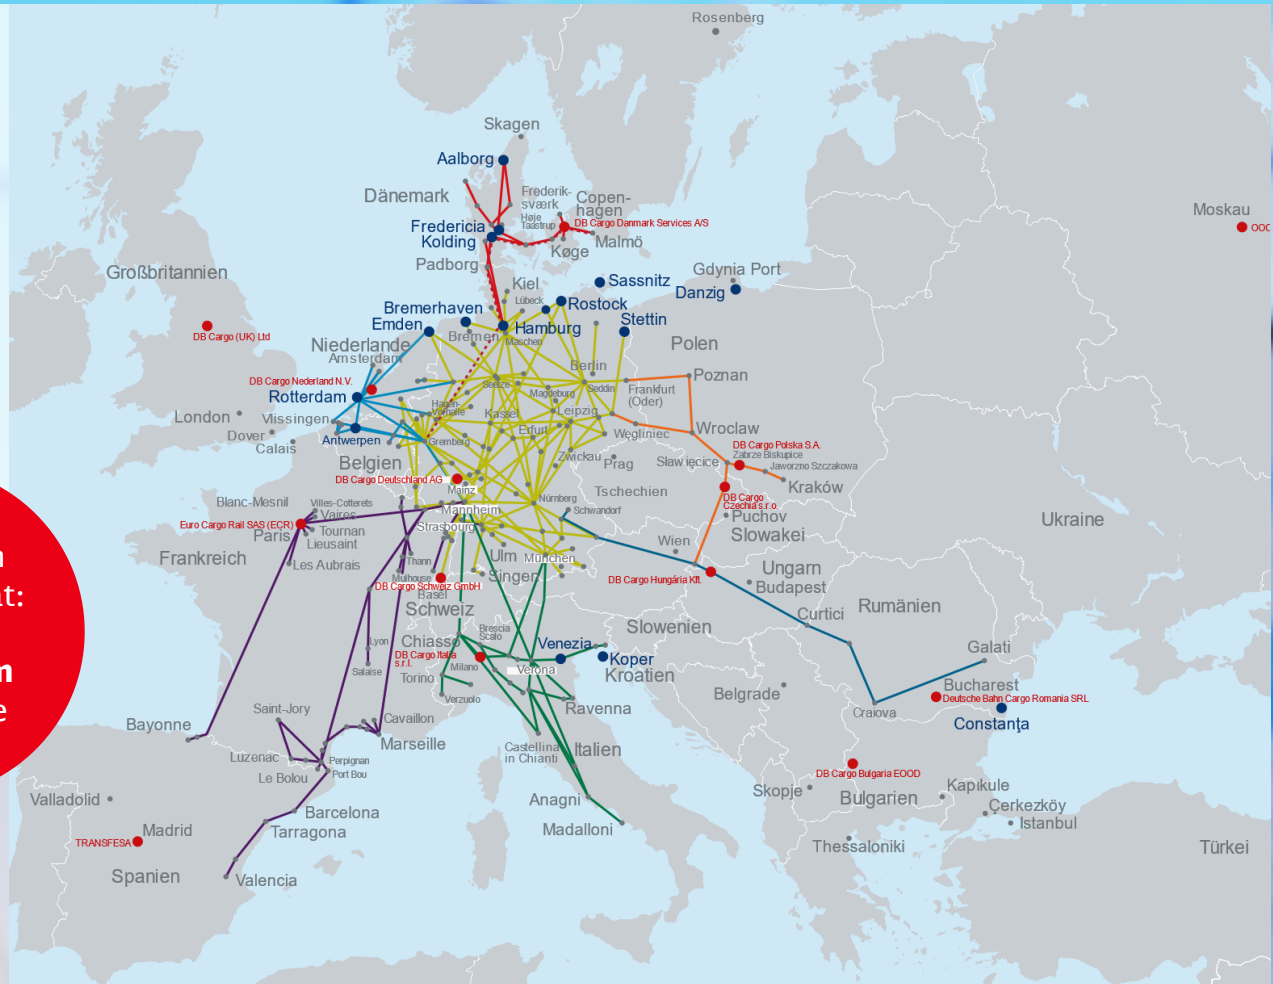 Rosenberg
Skagen
Aalborg
Dänemark
Frederik-
sværk
Copen-
hagen
Høje
Taastrup
DB Cargo Danmark Services A/S
Moskau
OOO
Fredericia
Kolding
Malmö
Køge
Padborg
Großbritannien
Gdynia Port
Kiel
Sassnitz
Danzig
Lübeck
Rostock
Bremerhaven
Emden
Hamburg
Stettin
DB Cargo (UK) Ltd
Bremen
Maschen
Niederlande
Amsterdam
Polen
Berlin
DB Cargo Nederland N.V.
Seelze
Seddin
Poznan
Magdeburg
Frankfurt
(Oder)
Rotterdam
Hagen-
Vorhalle
Kassel
Leipzig
London
Vlissingen
Dover
Calais
Antwerpen
Gremberg
Erfurt
Węgliniec
Wroclaw
DB Cargo Polska S.A.
Zabrze Biskupice
Belgien
Zwickau
Prag
Sławięcice
Jaworzno Szczakowa
DB Cargo Deutschland AG
Kraków
Mainz
Tschechien
DB Cargo
Czechia s.r.o.
Blanc-Mesnil
Villes-Cotterets
Vaires
Mannheim
Nürnberg
Schwandorf
Puchov
Ukraine
Euro Cargo Rail SAS (ECR)
Paris
Tournan
Lieusaint
Strasbourg
Slowakei
Wien
Frankreich
Les Aubrais
Thann
Ulm
München
Ungarn
Mulhouse
Singen
DB Cargo Hungária Kft.
Budapest
DB Cargo Schweiz GmbH
Basel
Schweiz
Rumänien
Curtici
Chiasso
Brescia
Scalo
Slowenien
Lyon
Venezia
Galati
DB Cargo Italia
s.r.l.
Milano
Verona
Koper
Kroatien
Salaise
Torino
Verzuolo
Belgrade
Bucharest
Deutsche Bahn Cargo Romania SRL
Saint-Jory
Cavaillon
Ravenna
Craiova
Constanţa
Bayonne
Marseille
Luzenac
Perpignan
Castellina
in Chianti
Italien
Le Bolou
Port Bou
DB Cargo Bulgaria EOOD
Skopje
Bulgarien
Kapikule
Valladolid
Barcelona
Anagni
Çerkezköy
Istanbul
Madrid
TRANSFESA
Tarragona
Madalloni
Thessaloniki
Türkei
Spanien
Valencia